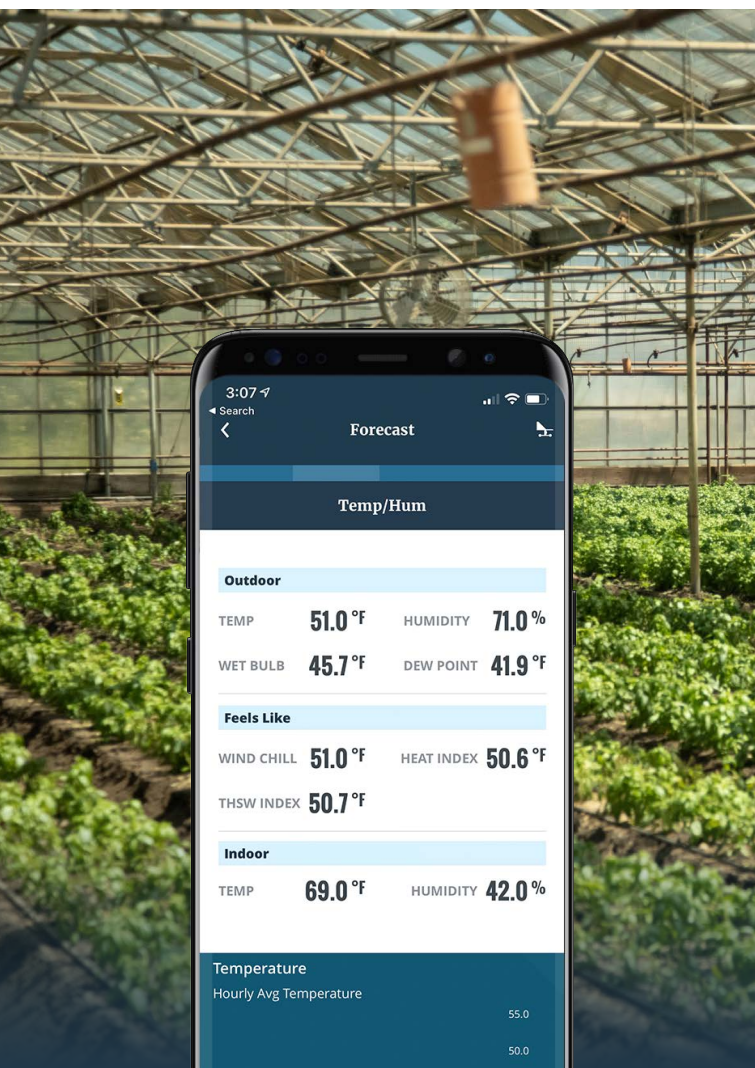 3:07
Search
Forecast
Temp/Hum
Outdoor
TEMP 51.0 °F HUMIDITY 71.0 %
WET BULB 45.7 °F DEW POINT 41.9 °F
Feels Like
WIND CHILL 51.0 °F HEAT INDEX 50.6 °F
THSW INDEX 50.7 °F
Indoor
TEMP 69.0 °F HUMIDITY 42.0 %
Temperature
Hourly Avg Temperature
55.0
50.0